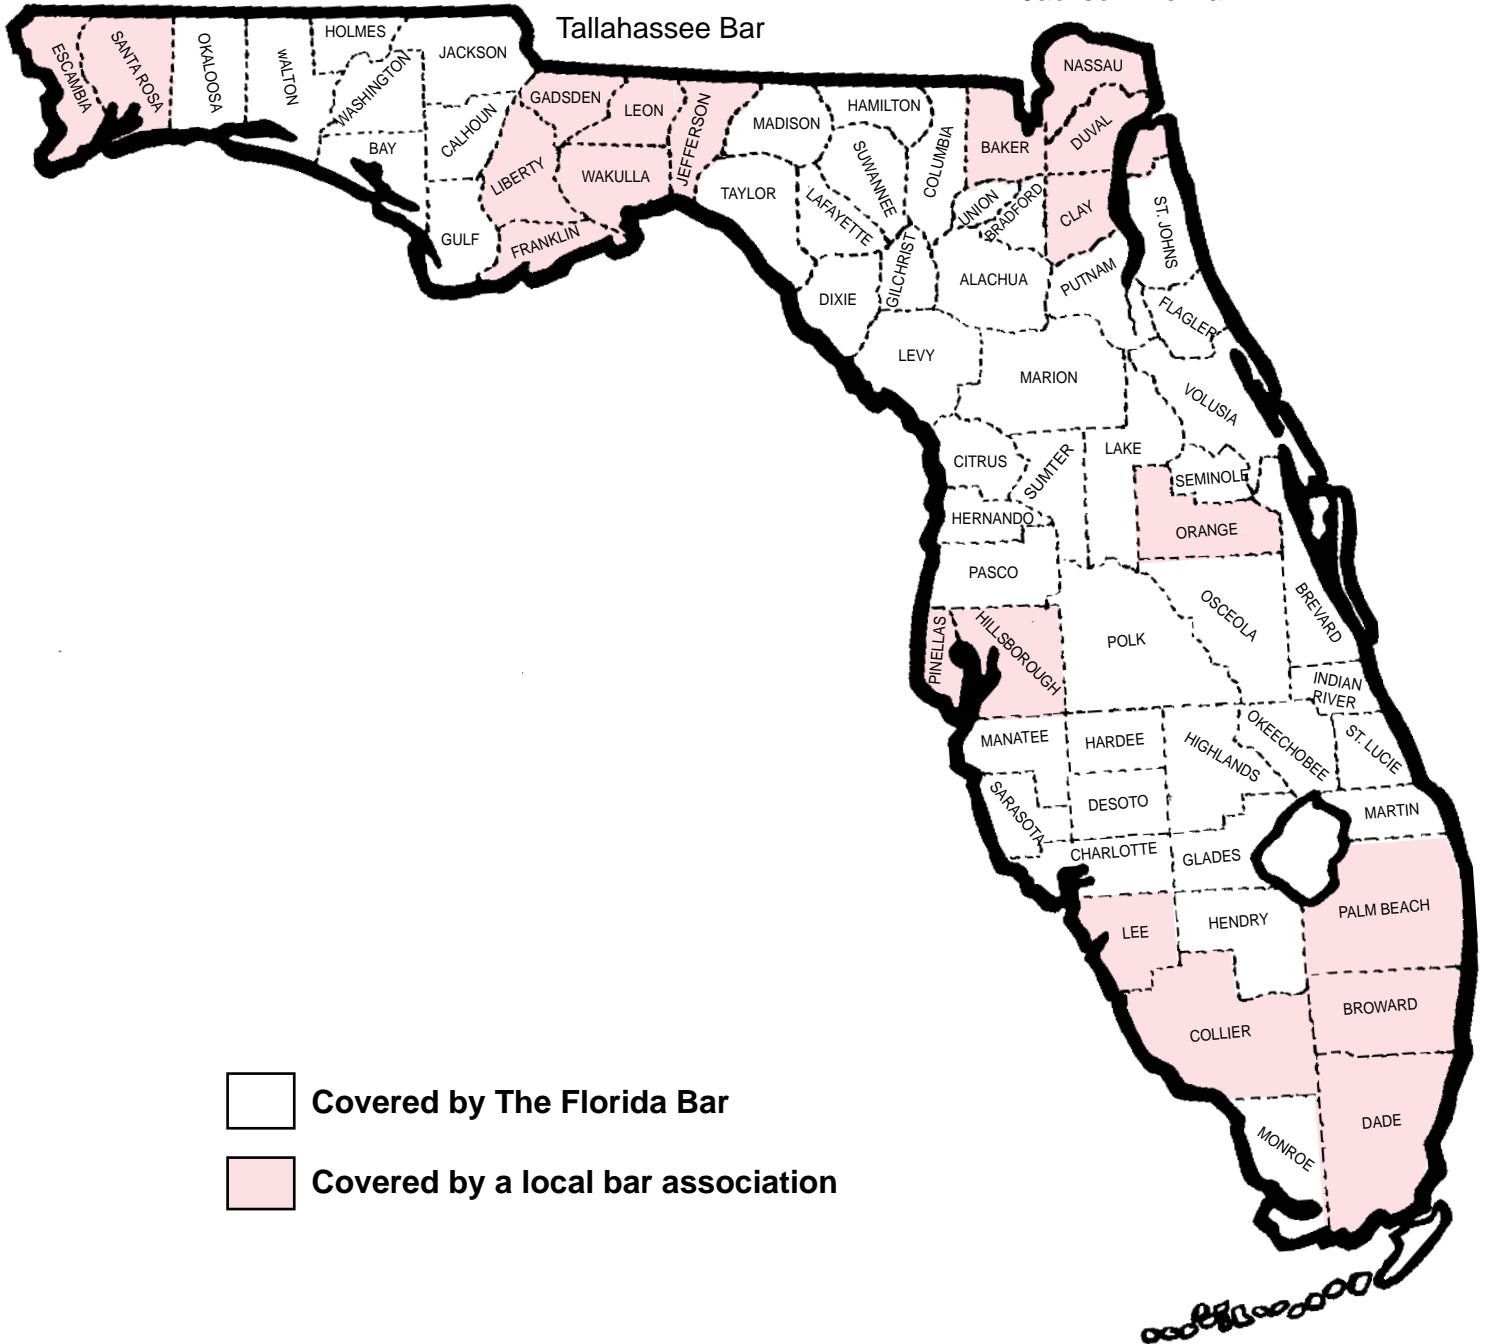 Tallahassee Bar
HOLMES
JACKSON
ESCAMBIA
SANTA ROSA
OKALOOSA
WALTON
WASHINGTON
BAY
CALHOUN
GULF
GADSDEN
LEON
JEFFERSON
LIBERTY
WAKULLA
FRANKLIN
MADISON
HAMILTON
TAYLOR
SUWANNEE
LAFAYETTE
COLUMBIA
NASSAU
BAKER
DUVAL
UNION
BRADFORD
CLAY
ST. JOHNS
DIXIE
GILCHRIST
ALACHUA
PUTNAM
FLAGLER
LEVY
MARION
VOLUSIA
CITRUS
SUMTER
LAKE
SEMINOLE
HERNANDO
ORANGE
PASCO
PINELLAS
HILLSBOROUGH
POLK
OSCEOLA
BREVARD
INDIAN
RIVER
MANATEE
HARDEE
HIGHLANDS
OKEECHOBEE
ST. LUCIE
SARASOTA
DESOTO
MARTIN
CHARLOTTE
GLADES
LEE
HENDRY
PALM BEACH
COLLIER
BROWARD
DADE
MONROE
Covered by The Florida Bar
Covered by a local bar association